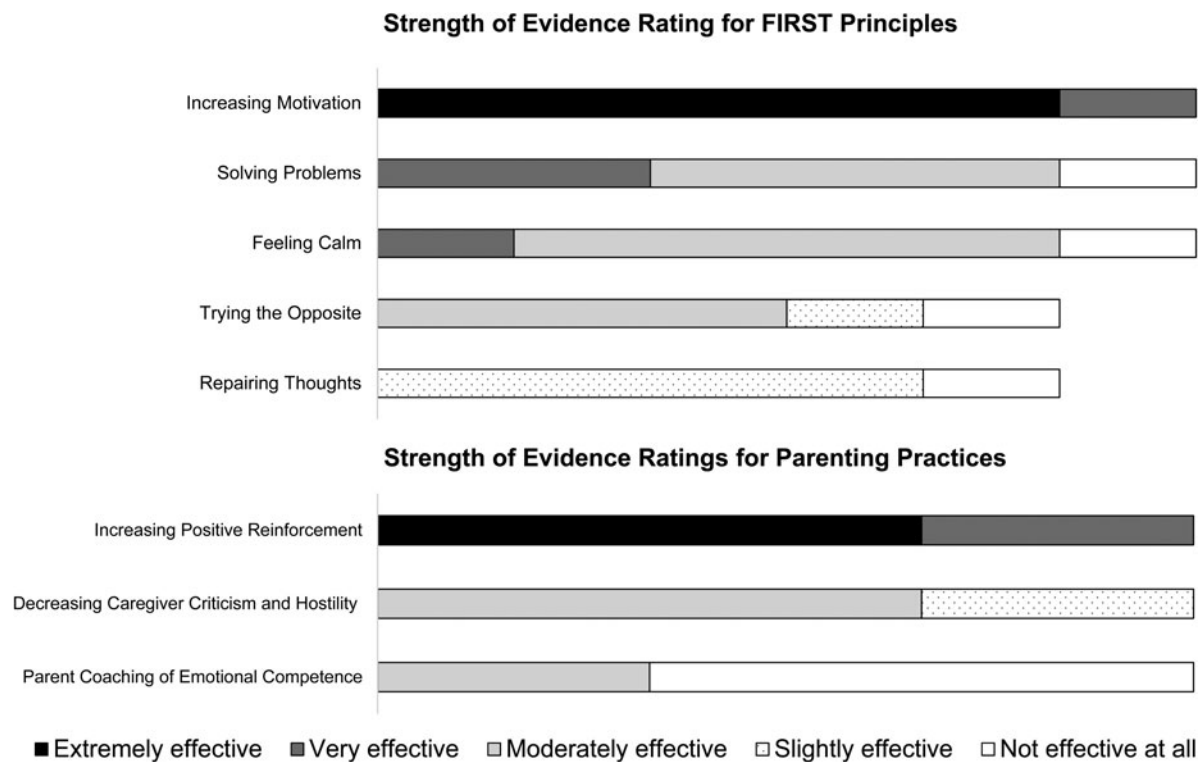 Strength of Evidence Rating for FIRST Principles
Increasing Motivation
Solving Problems
Feeling Calm
Trying the Opposite
Repairing Thoughts
Strength of Evidence Ratings for Parenting Practices
Increasing Positive Reinforcement
Decreasing Caregiver Criticism and Hostility
Parent Coaching of Emotional Competence
Extremely effective Very effective Moderately effective Slightly effective Not effective at all